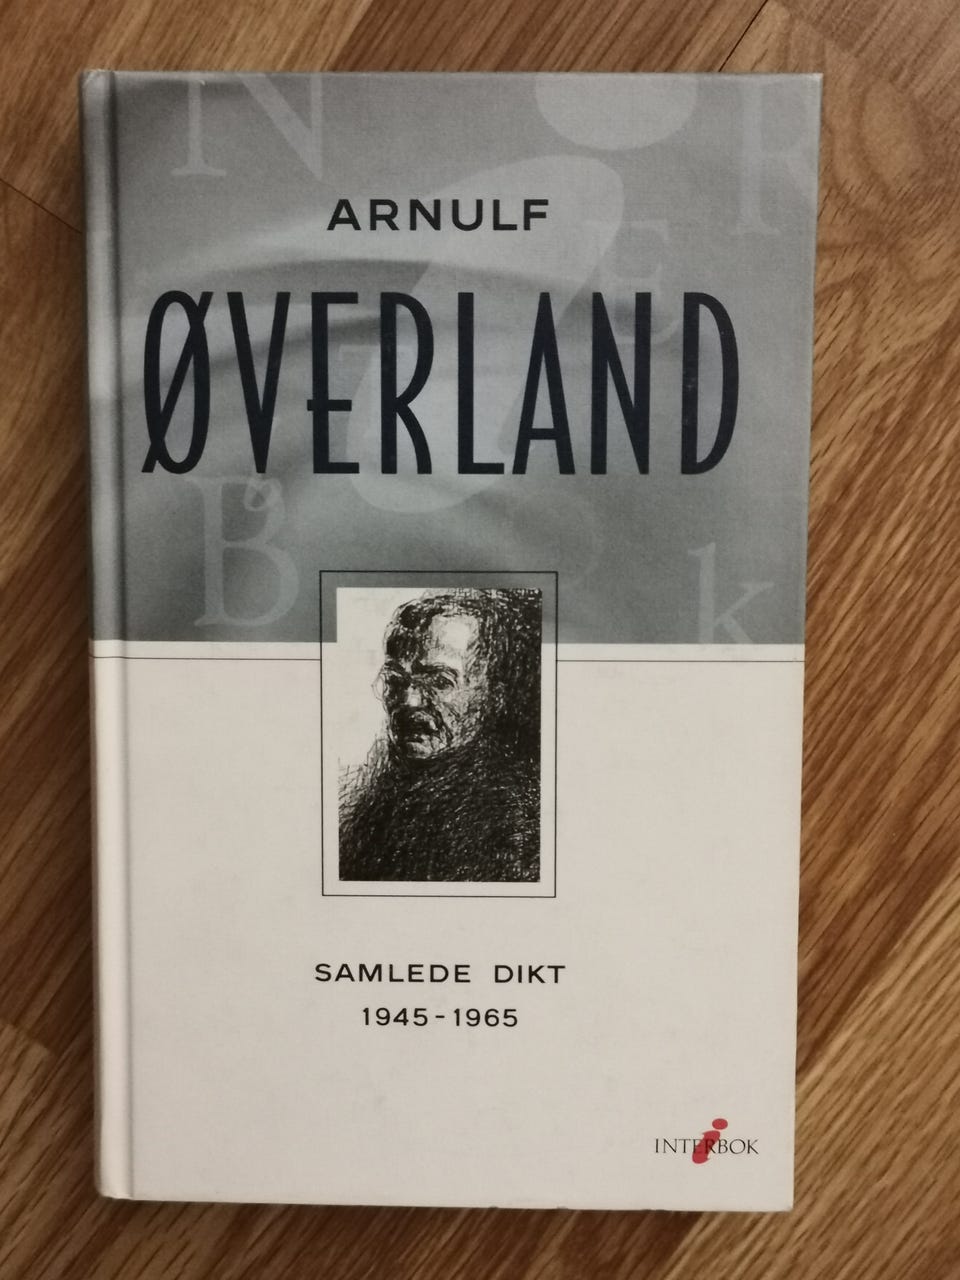 ARNULF
ØVERLAND
SAMLEDE DIKT
1945-1965
INTERBOK